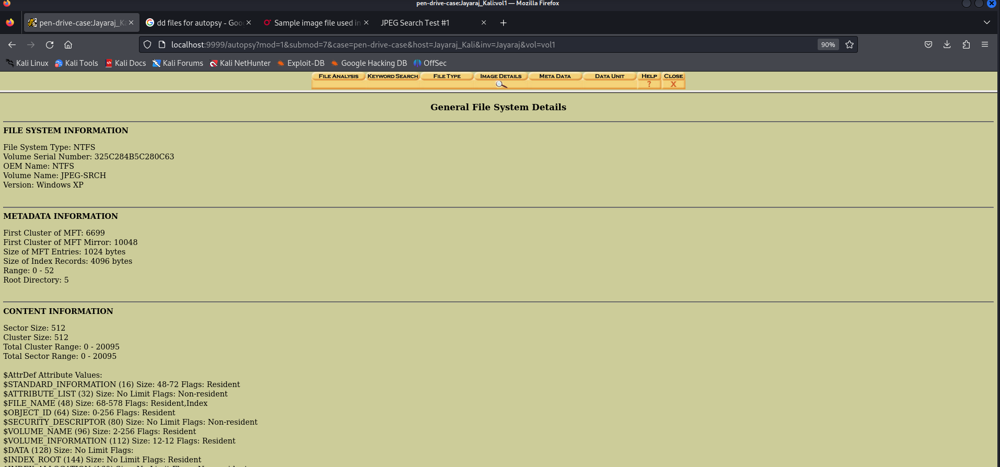 pen-drive-case:Jayaraj_Kali:vol1 — Mozilla Firefox
pen-drive-case:Jayaraj_Ka
dd files for autopsy - Goo
Sample image file used in
JPEG Search Test #1
localhost:9999/autopsy?mod=1&submod=7&case=pen-drive-case&host=Jayaraj_Kali&inv=Jayaraj&vol=vol1
90%
Kali Linux Kali Tools Kali Docs Kali Forums Kali NetHunter Exploit-DB Google Hacking DB OffSec
FILE ANALYSIS KEYWORD SEARCH FILE TYPE IMAGE DETAILS META DATA DATA UNIT HELP CLOSE
? X
General File System Details
FILE SYSTEM INFORMATION
File System Type: NTFS
Volume Serial Number: 325C284B5C280C63
OEM Name: NTFS
Volume Name: JPEG-SRCH
Version: Windows XP
METADATA INFORMATION
First Cluster of MFT: 6699
First Cluster of MFT Mirror: 10048
Size of MFT Entries: 1024 bytes
Size of Index Records: 4096 bytes
Range: 0 - 52
Root Directory: 5
CONTENT INFORMATION
Sector Size: 512
Cluster Size: 512
Total Cluster Range: 0 - 20095
Total Sector Range: 0 - 20095
$AttrDef Attribute Values:
$STANDARD_INFORMATION (16) Size: 48-72 Flags: Resident
$ATTRIBUTE_LIST (32) Size: No Limit Flags: Non-resident
$FILE_NAME (48) Size: 68-578 Flags: Resident,Index
$OBJECT_ID (64) Size: 0-256 Flags: Resident
$SECURITY_DESCRIPTOR (80) Size: No Limit Flags: Non-resident
$VOLUME_NAME (96) Size: 2-256 Flags: Resident
$VOLUME_INFORMATION (112) Size: 12-12 Flags: Resident
$DATA (128) Size: No Limit Flags:
$INDEX_ROOT (144) Size: No Limit Flags: Resident